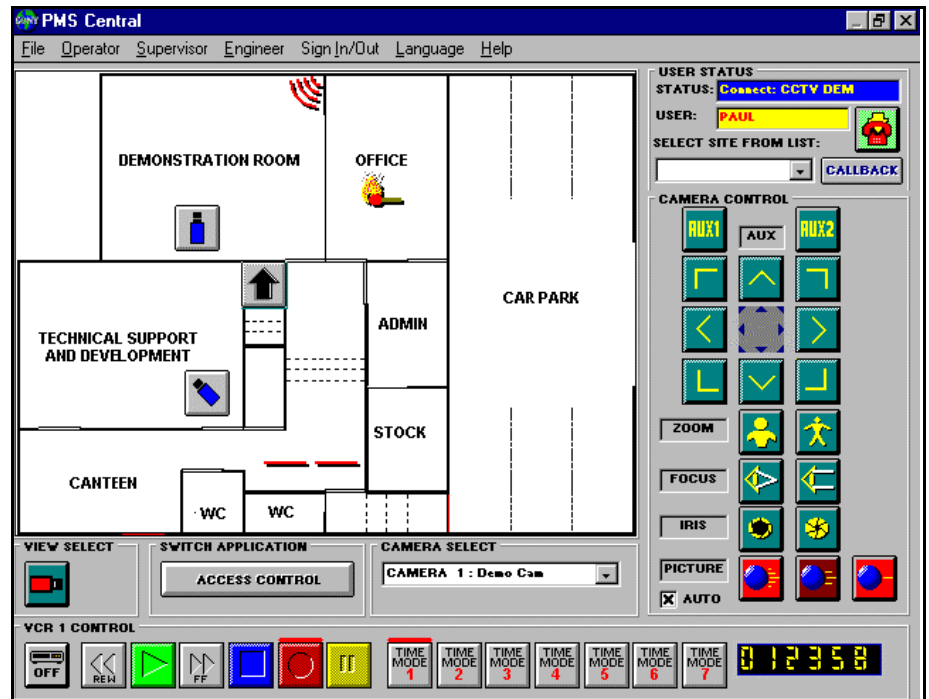 SONY PMS Central
File Operator Supervisor Engineer Sign In/Out Language Help
DEMONSTRATION ROOM
OFFICE
TECHNICAL SUPPORT
AND DEVELOPMENT
ADMIN
CAR PARK
STOCK
CANTEEN
WC
WC
USER STATUS
STATUS: Connect: CCTV DEM
USER: PAUL
SELECT SITE FROM LIST:
CALLBACK
CAMERA CONTROL
AUX1 AUX AUX2
ZOOM
FOCUS
IRIS
PICTURE
AUTO
VIEW SELECT
SWITCH APPLICATION
ACCESS CONTROL
CAMERA SELECT
CAMERA 1 : Demo Cam
VCR 1 CONTROL
OFF
REW
FF
TIME MODE 1
TIME MODE 2
TIME MODE 3
TIME MODE 4
TIME MODE 5
TIME MODE 6
TIME MODE 7
012358